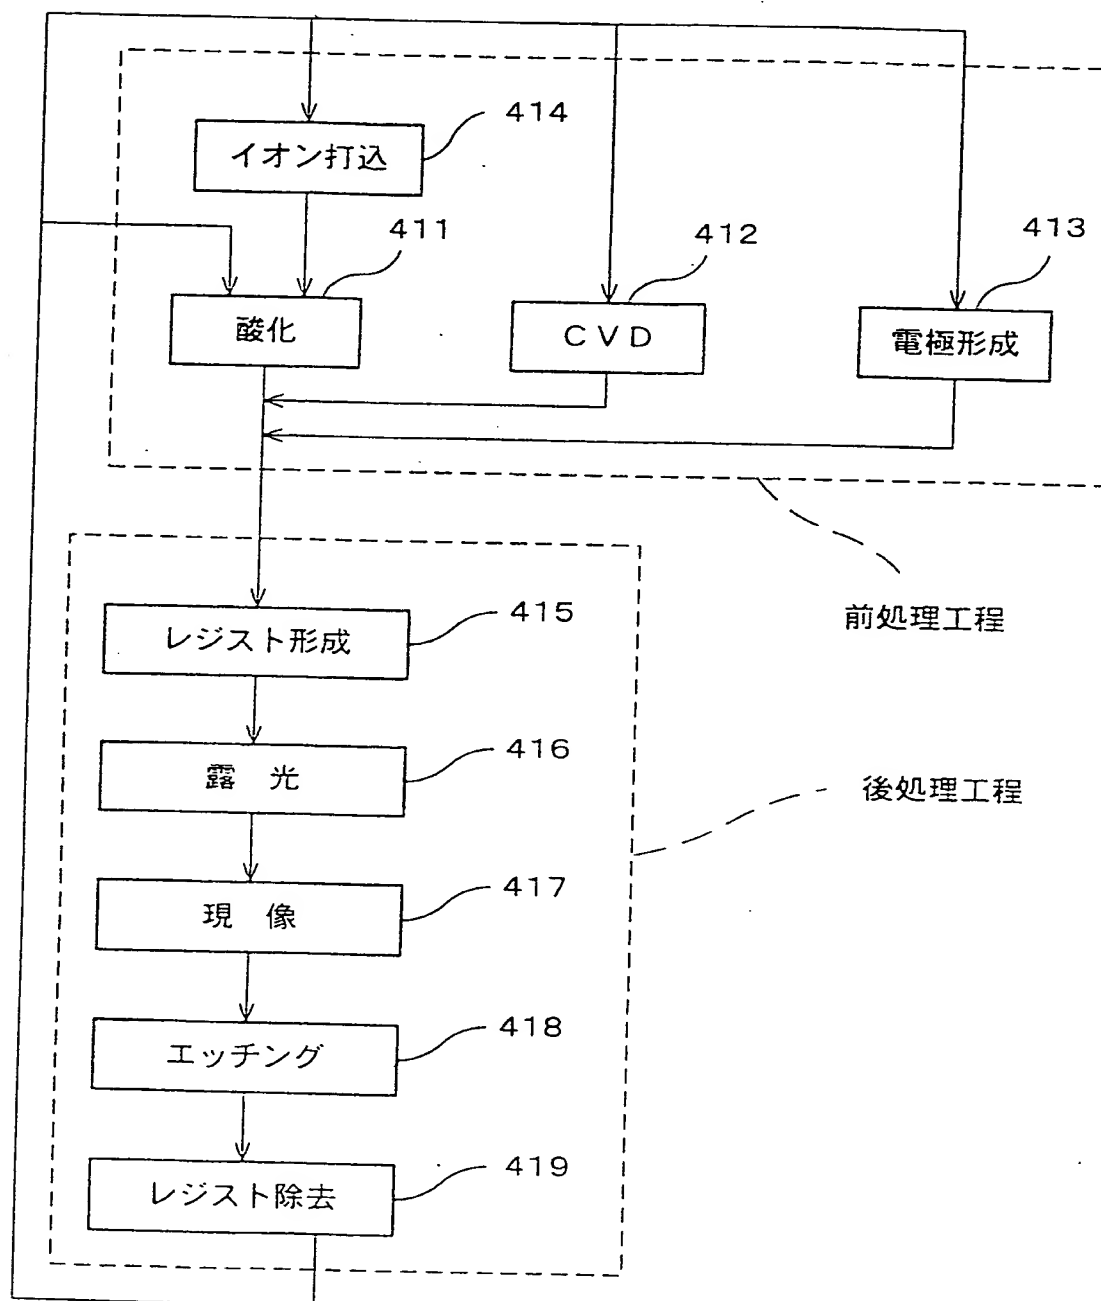 414
イオン打込
411
412
413
酸化
CVD
電極形成
415
レジスト形成
前処理工程
416
露 光
後処理工程
417
現 像
418
エッチング
419
レジスト除去